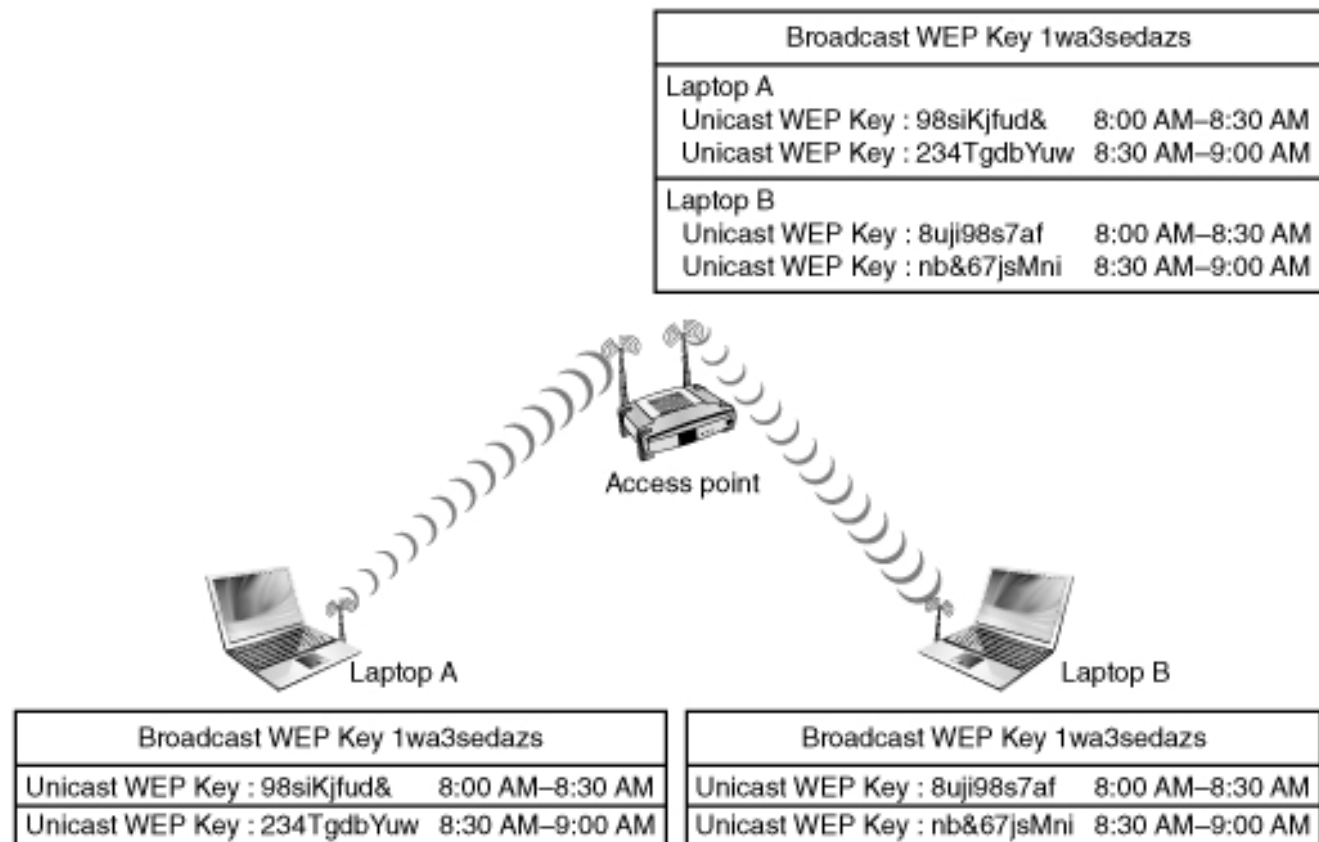 Broadcast WEP Key 1wa3sedazs
Laptop A
Unicast WEP Key : 98siKjfud& 8:00 AM–8:30 AM
Unicast WEP Key : 234TgdbYuw 8:30 AM–9:00 AM
Laptop B
Unicast WEP Key : 8uji98s7af 8:00 AM–8:30 AM
Unicast WEP Key : nb&67jsMni 8:30 AM–9:00 AM
Access point
Laptop A
Laptop B
Broadcast WEP Key 1wa3sedazs
Unicast WEP Key : 98siKjfud& 8:00 AM–8:30 AM
Unicast WEP Key : 234TgdbYuw 8:30 AM–9:00 AM
Broadcast WEP Key 1wa3sedazs
Unicast WEP Key : 8uji98s7af 8:00 AM–8:30 AM
Unicast WEP Key : nb&67jsMni 8:30 AM–9:00 AM